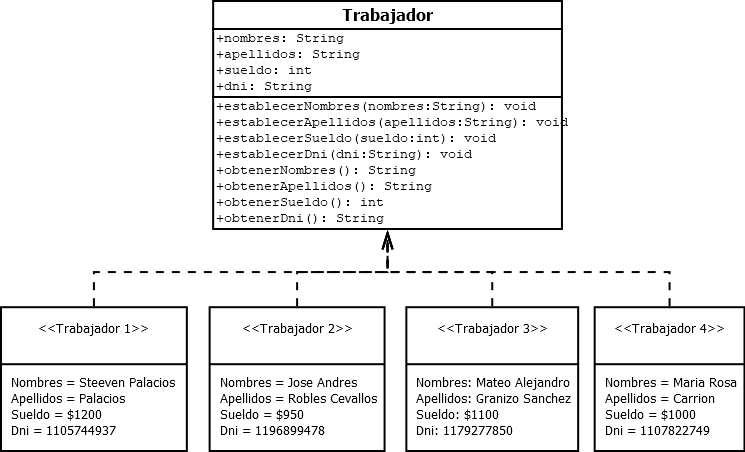 Trabajador
+nombres: String
+apellidos: String
+sueldo: int
+dni: String
+establecerNombres(nombres:String): void
+establecerApellidos(apellidos:String): void
+establecerSueldo(sueldo:int): void
+establecerDni(dni:String): void
+obtenerNombres(): String
+obtenerApellidos(): String
+obtenerSueldo(): int
+obtenerDni(): String
<<Trabajador 1>>
Nombres = Steeven Palacios
Apellidos = Palacios
Sueldo = $1200
Dni = 1105744937
<<Trabajador 2>>
Nombres = Jose Andres
Apellidos = Robles Cevallos
Sueldo = $950
Dni = 1196899478
<<Trabajador 3>>
Nombres: Mateo Alejandro
Apellidos: Granizo Sanchez
Sueldo: $1100
Dni: 1179277850
<<Trabajador 4>>
Nombres = Maria Rosa
Apellidos = Carrion
Sueldo = $1000
Dni = 1107822749